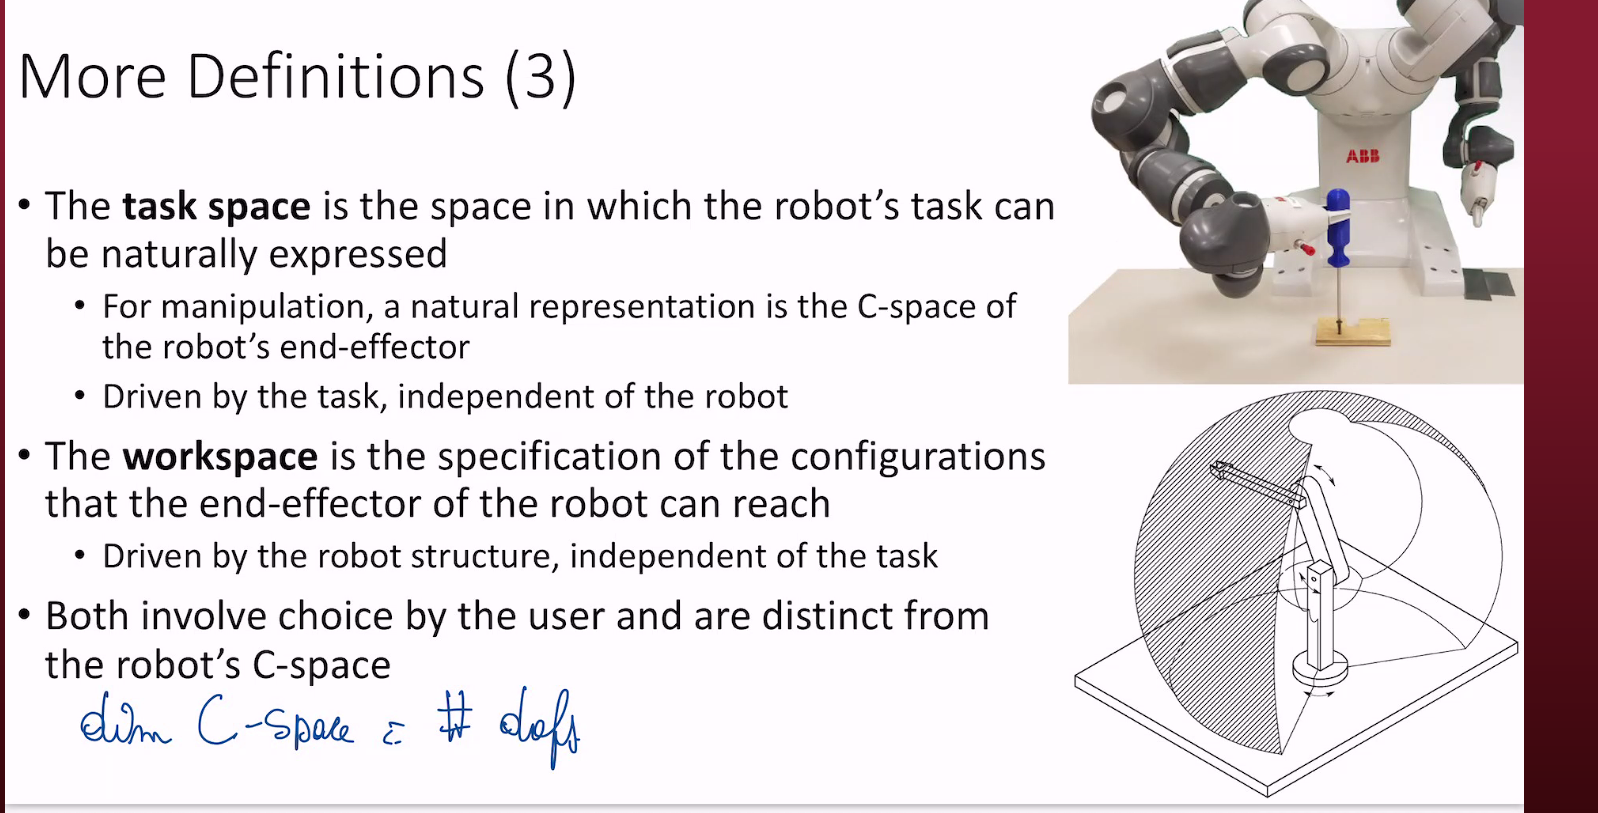 More Definitions (3)
• The task space is the space in which the robot's task can
be naturally expressed
• For manipulation, a natural representation is the C-space of
the robot's end-effector
• Driven by the task, independent of the robot
• The workspace is the specification of the configurations
that the end-effector of the robot can reach
• Driven by the robot structure, independent of the task
• Both involve choice by the user and are distinct from
the robot's C-space
dim C-space = # dofs
ABB